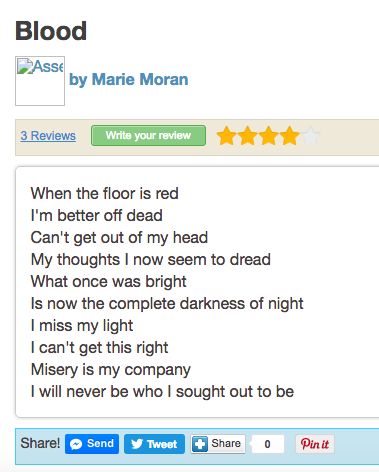 Blood
Asse
by Marie Moran
3 Reviews
Write your review
When the floor is red
I'm better off dead
Can't get out of my head
My thoughts I now seem to dread
What once was bright
Is now the complete darkness of night
I miss my light
I can't get this right
Misery is my company
I will never be who I sought out to be
Share! Send Tweet Share 0 Pin it